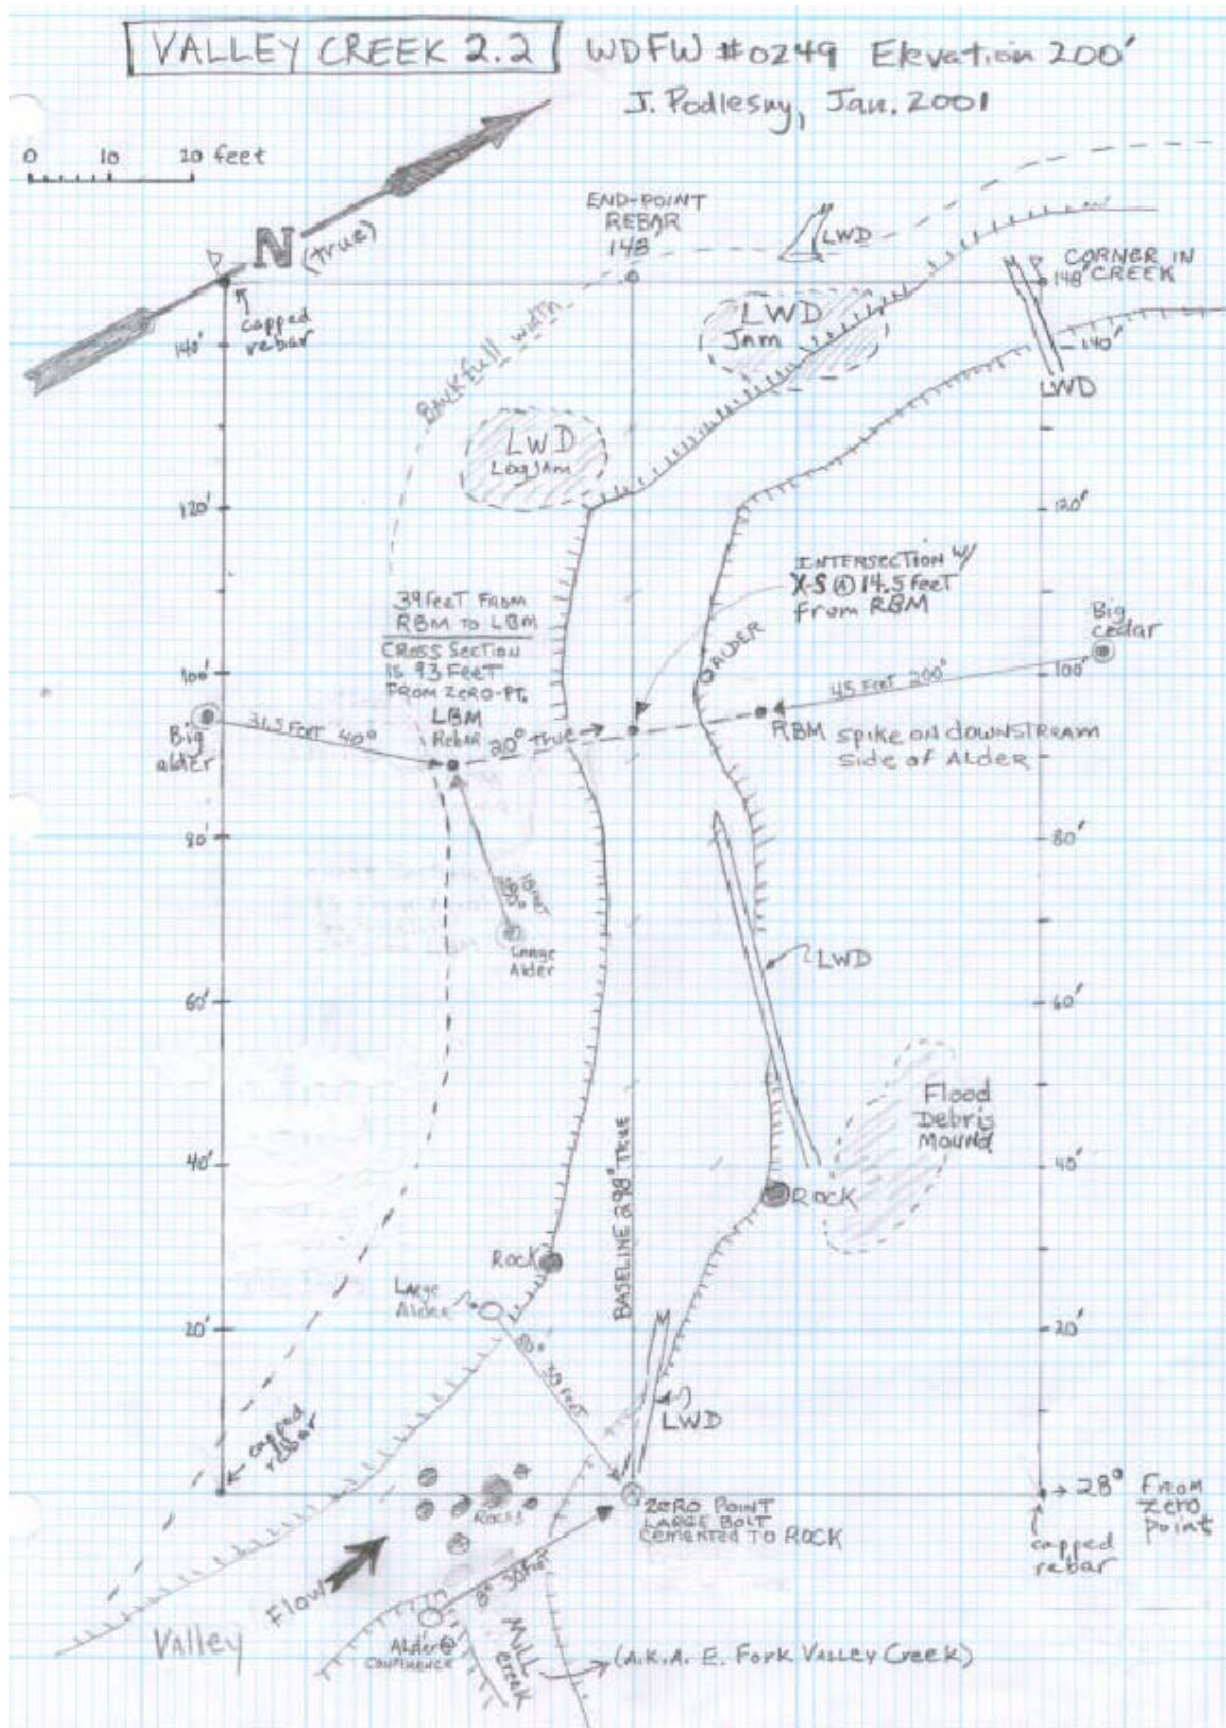 VALLEY CREEK 2.2 WDFW #0249 Elevation 200'
J. Podlesny, Jan. 2001
0 10 20 feet
N (true)
END-POINT
REBAR
148'
LWD
CORNER IN
CREEK
148'
capped
rebar
140'
140'
LWD
Jam
LWD
Bankfull width
LWD
Log Jam
120'
120'
INTERSECTION W/
X-S @ 14.5 feet
from RBM
39 feet FROM
RBM TO LBM
CROSS SECTION
IS 93 FeeT
FROM ZERO-PT.
Big
cedar
ALDER
100'
100'
45 FEET 200°
LBM
Rebar
31.5 FEET 40°
20° true
Big
alder
RBM SPIKE ON DOWNSTREAM
Side of ALDER
80'
80'
Large
Alder
LWD
60'
60'
Flood
Debris
Mound
40'
40'
ROCK
BASELINE 298° TRUE
ROCK
Large
Alder
20'
20'
LWD
capped
rebar
Rocks
ZERO POINT
LARGE BOLT
CEMENTED TO ROCK
28° From
Zero
Point
capped
rebar
Flow
Valley
Alder @
CONFLUENCE
Mill
Creek
(A.K.A. E. Fork Valley Creek)